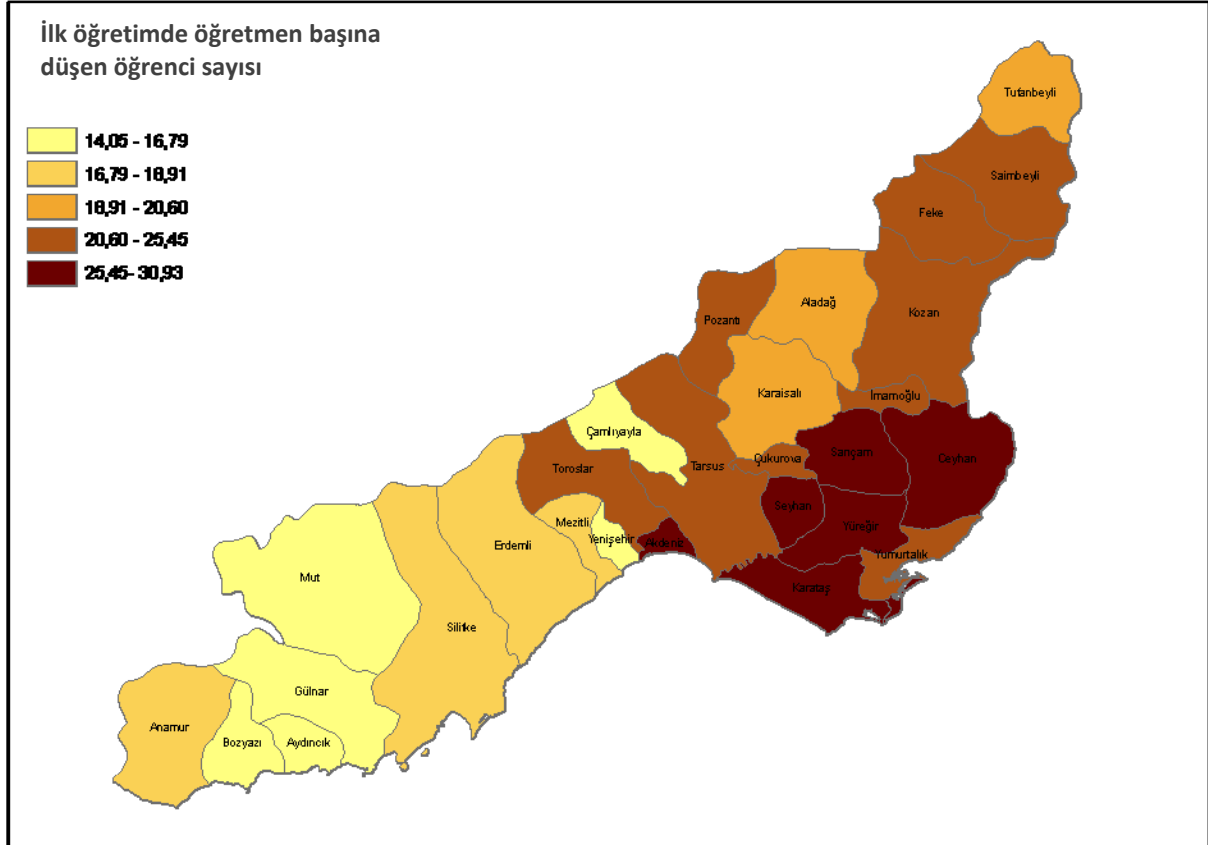 İlk öğretimde öğretmen başına
düşen öğrenci sayısı
14,05 - 16,79
16,79 - 18,91
18,91 - 20,60
20,60 - 25,45
25,45- 30,93
Tufanbeyli
Saimbeyli
Feke
Kozan
Aladağ
Pozantı
Karaisalı
İmamoğlu
Çamlıyayla
Sarıçam
Ceyhan
Çukurova
Toroslar
Tarsus
Seyhan
Yüreğir
Mezitli
Yenişehir
Akdeniz
Erdemli
Yumurtalık
Mut
Karataş
Silifke
Gülnar
Anamur
Bozyazı
Aydıncık